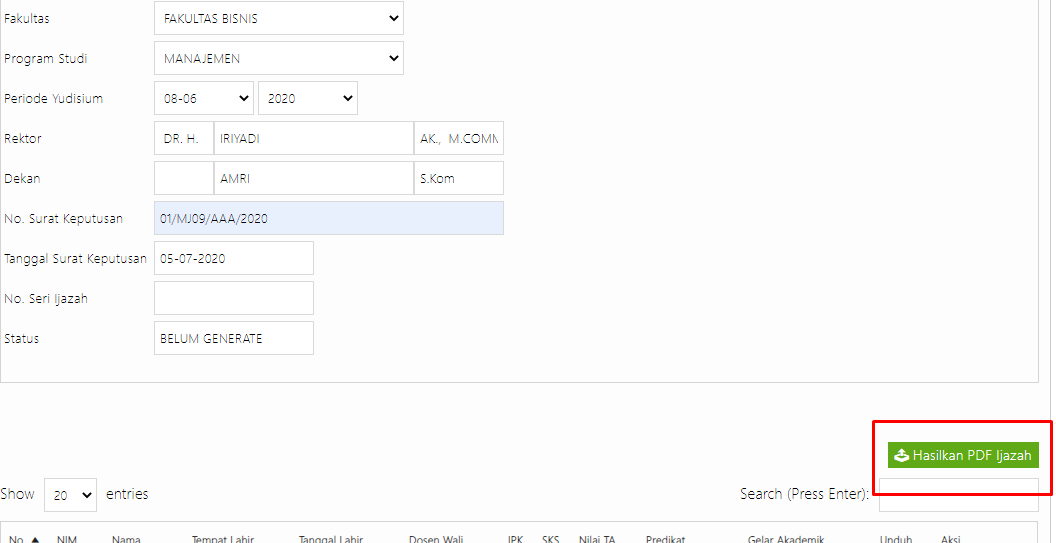 Fakultas FAKULTAS BISNIS
Program Studi MANAJEMEN
Periode Yudisium 08-06 2020
Rektor DR. H. IRIYADI AK., M.COMM
Dekan AMRI S.Kom
No. Surat Keputusan 01/MJ09/AAA/2020
Tanggal Surat Keputusan 05-07-2020
No. Seri Ijazah
Status BELUM GENERATE
Hasilkan PDF Ijazah
Show 20 entries Search (Press Enter):
No NIM Nama Tempat Lahir Tanggal Lahir Dosen Wali IPK SKS Nilai TA Predikat Gelar Akademik Unduh Aksi